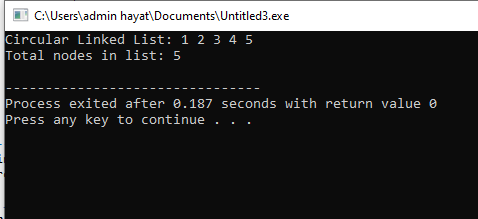 C:\Users\admin hayat\Documents\Untitled3.exe
Circular Linked List: 1 2 3 4 5
Total nodes in list: 5
--------------------------------
Process exited after 0.187 seconds with return value 0
Press any key to continue . . .